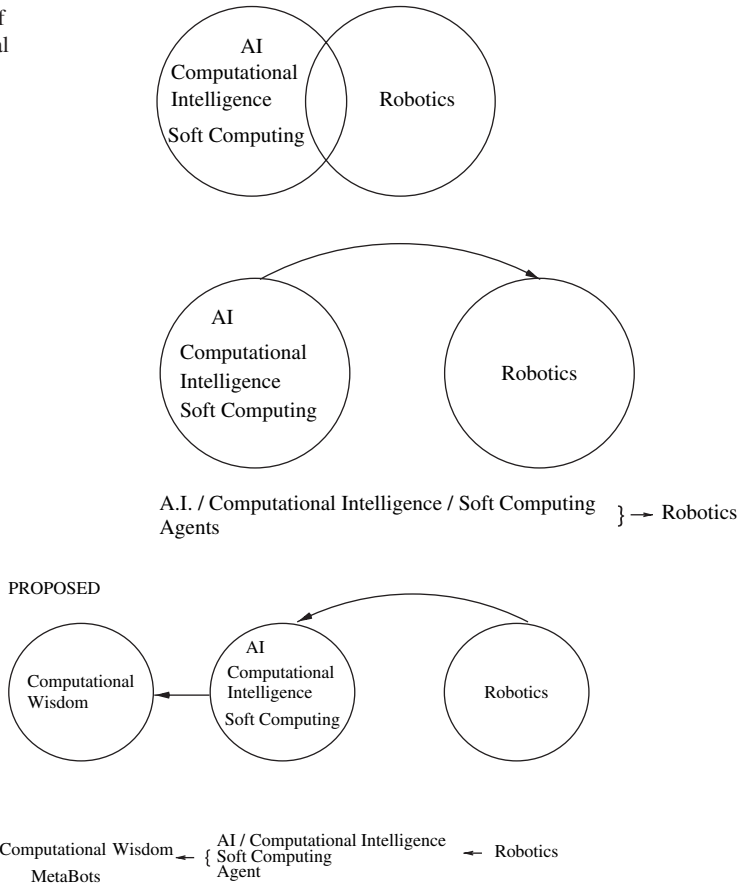 f
al
AI
Computational
Intelligence
Soft Computing
Robotics
AI
Computational
Intelligence
Soft Computing
Robotics
A.I. / Computational Intelligence / Soft Computing
Agents
} → Robotics
PROPOSED
Computational
Wisdom
AI
Computational
Intelligence
Soft Computing
Robotics
Computational Wisdom
MetaBots
← { AI / Computational Intelligence
Soft Computing
Agent
← Robotics